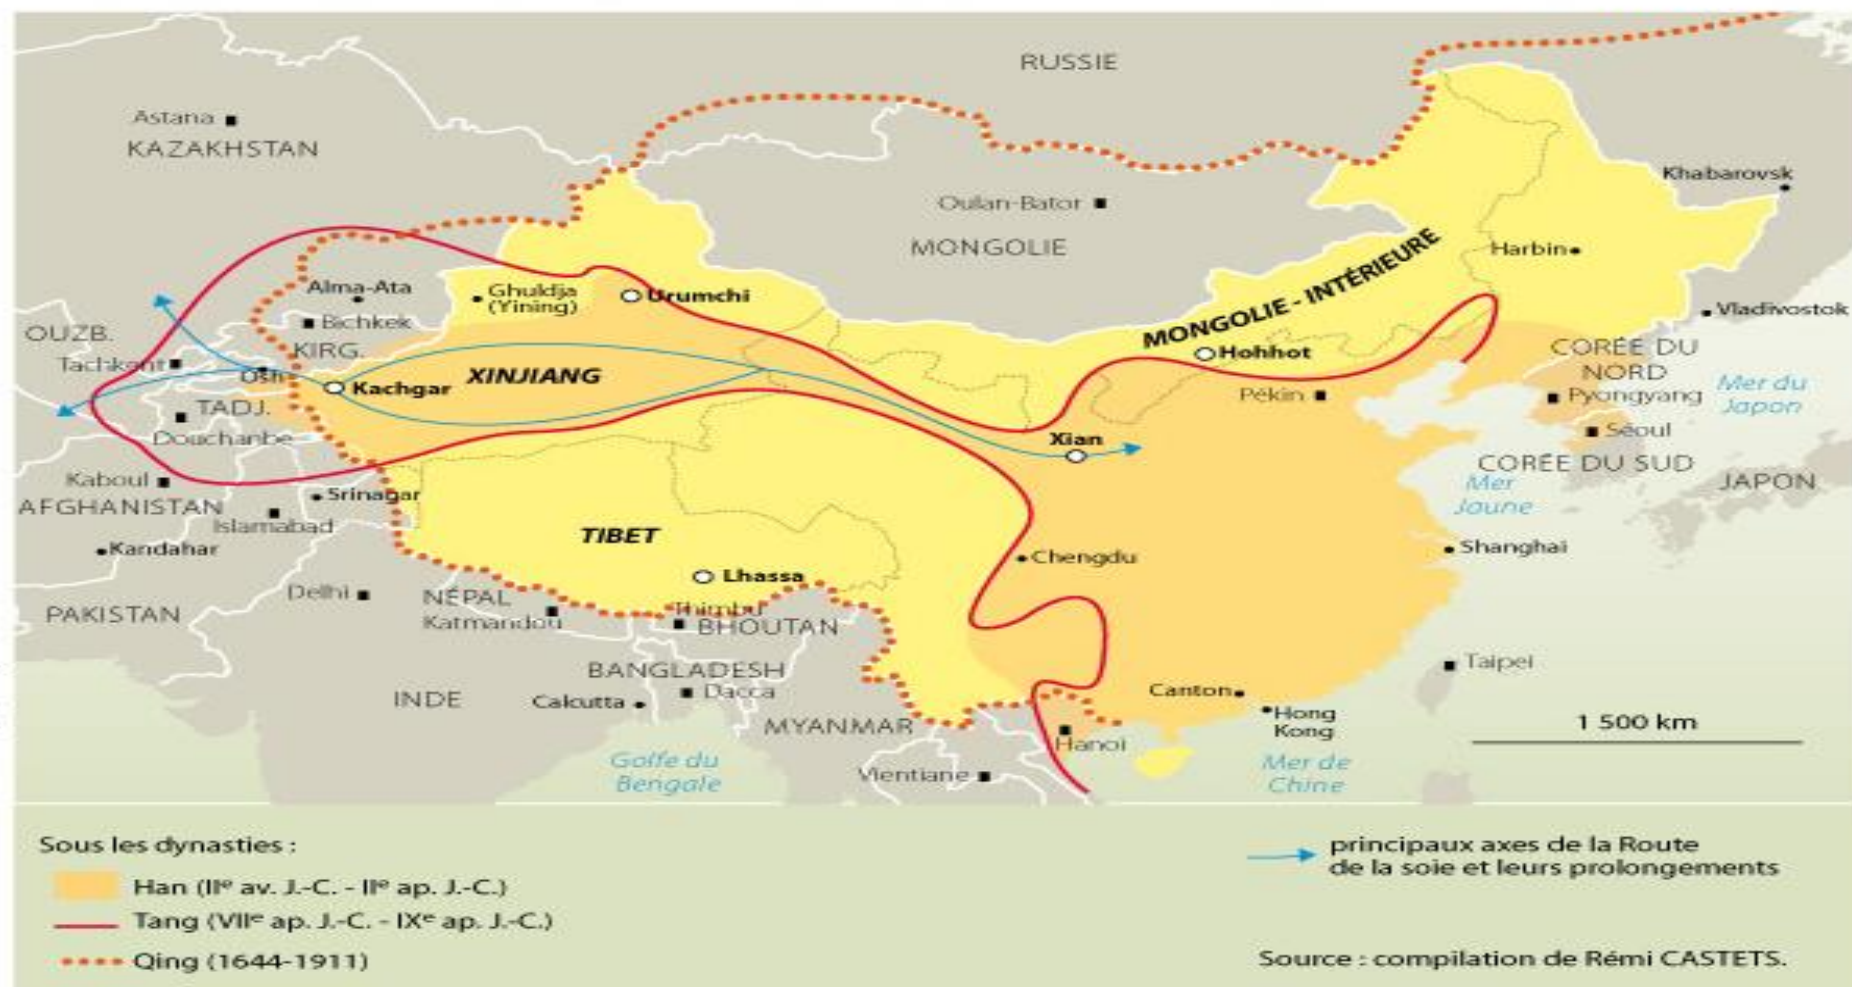 RUSSIE
Astana
KAZAKHSTAN
Khabarovsk
Oulan-Bator
MONGOLIE
MONGOLIE - INTÉRIEURE
Harbin
Alma-Ata
Ghuldja
(Yining)
Urumchi
Vladivostok
OUZB.
Bichkek
KIRG.
Tachkent
Osh
Kachgar
XINJIANG
Hohhot
CORÉE DU
NORD
Pékin
Pyongyang
Mer du
Japon
TADJ.
Douchanbe
Xian
Séoul
CORÉE DU SUD
Mer
Jaune
JAPON
Kaboul
AFGHANISTAN
Srinagar
Islamabad
Kandahar
TIBET
Chengdu
Shanghai
Lhassa
Delhi
NÉPAL
Katmandou
Thimbu
BHOUTAN
PAKISTAN
BANGLADESH
Dacca
INDE
Calcutta
MYANMAR
Taipei
Canton
Hong
Kong
Hanoï
1 500 km
Golfe du
Bengale
Vientiane
Mer de
Chine
Sous les dynasties :
Han (IIe av. J.-C. - IIe ap. J.-C.)
Tang (VIIe ap. J.-C. - IXe ap. J.-C.)
Qing (1644-1911)
principaux axes de la Route
de la soie et leurs prolongements
Source : compilation de Rémi CASTETS.